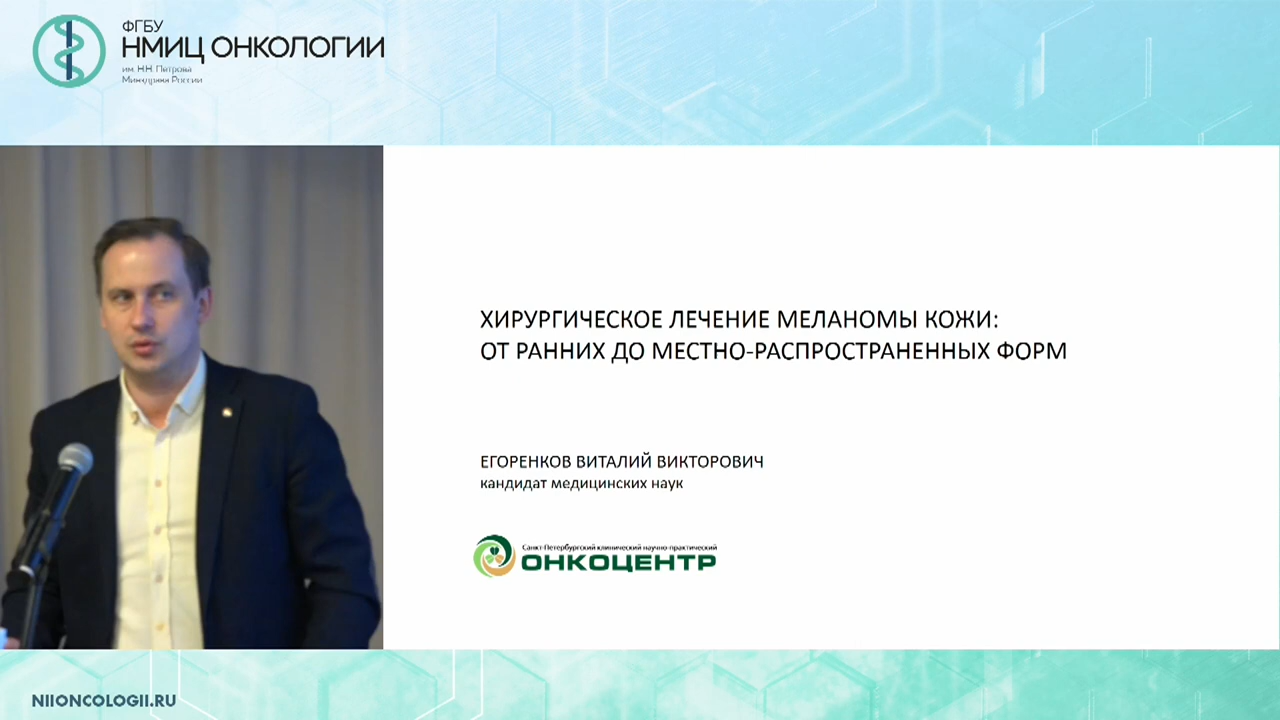 ФГБУ
НМИЦ ОНКОЛОГИИ
им. Н.Н. Петрова
Минздрава России
ХИРУРГИЧЕСКОЕ ЛЕЧЕНИЕ МЕЛАНОМЫ КОЖИ:
ОТ РАННИХ ДО МЕСТНО-РАСПРОСТРАНЕННЫХ ФОРМ
ЕГОРЕНКОВ ВИТАЛИЙ ВИКТОРОВИЧ
кандидат медицинских наук
Санкт-Петербургский клинический научно-практический
ОНКОЦЕНТР
NIIONCOLOGII.RU